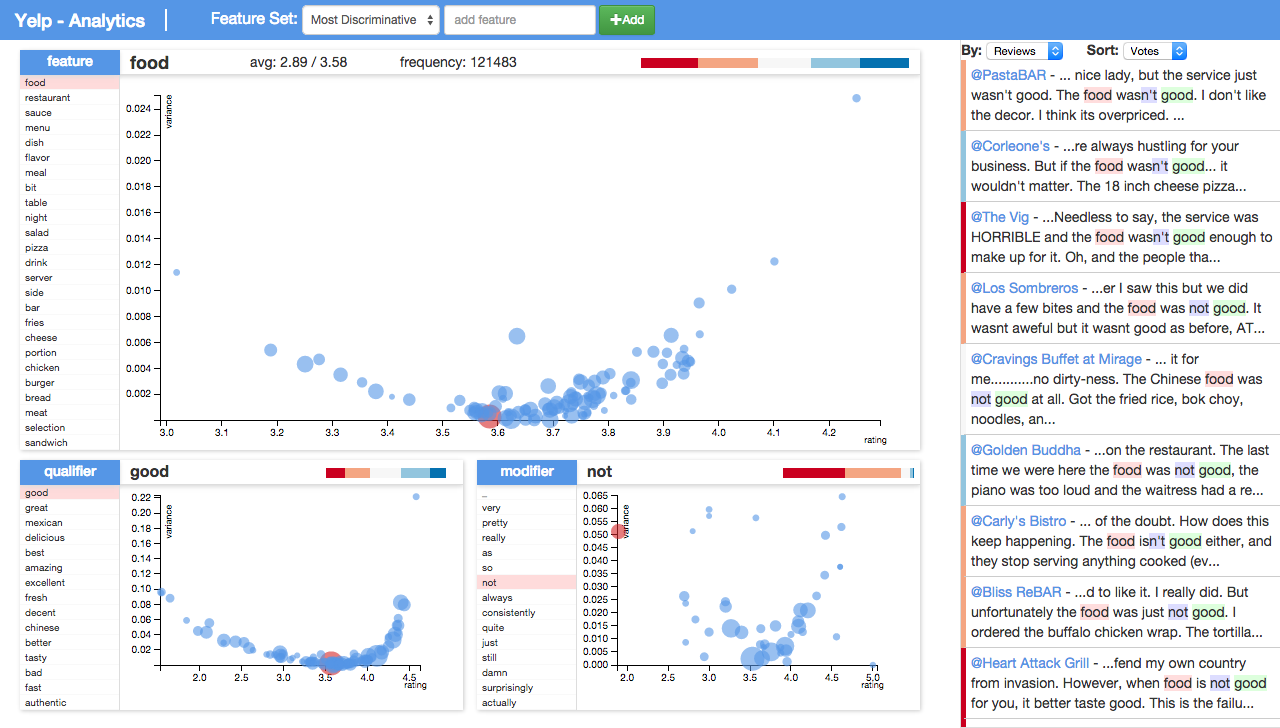 Yelp - Analytics
Feature Set:
Most Discriminative
add feature
+Add
feature
food
avg: 2.89 / 3.58
frequency: 121483
food
restaurant
sauce
menu
dish
flavor
meal
bit
table
night
salad
pizza
drink
server
side
bar
fries
cheese
portion
chicken
burger
bread
meat
selection
sandwich
variance
0.024
0.022
0.020
0.018
0.016
0.014
0.012
0.010
0.008
0.006
0.004
0.002
3.0 3.1 3.2 3.3 3.4 3.5 3.6 3.7 3.8 3.9 4.0 4.1 4.2
rating
qualifier
good
good
great
mexican
delicious
best
amazing
excellent
fresh
decent
chinese
better
tasty
bad
fast
authentic
variance
0.22
0.20
0.18
0.16
0.14
0.12
0.10
0.08
0.06
0.04
0.02
2.0 2.5 3.0 3.5 4.0 4.5
rating
modifier
not
--
very
pretty
really
as
so
not
always
consistently
quite
just
still
damn
surprisingly
actually
variance
0.065
0.060
0.055
0.050
0.045
0.040
0.035
0.030
0.025
0.020
0.015
0.010
0.005
0.000
2.0 2.5 3.0 3.5 4.0 4.5 5.0
rating
By: Reviews Sort: Votes
@PastaBAR - ... nice lady, but the service just
wasn't good. The food wasn't good. I don't like
the decor. I think its overpriced. ...
@Corleone's - ...re always hustling for your
business. But if the food wasn't good... it
wouldn't matter. The 18 inch cheese pizza...
@The Vig - ...Needless to say, the service was
HORRIBLE and the food wasn't good enough to
make up for it. Oh, and the people tha...
@Los Sombreros - ...er I saw this but we did
have a few bites and the food was not good. It
wasnt aweful but it wasnt good as before, AT...
@Cravings Buffet at Mirage - ... it for
me...........no dirty-ness. The Chinese food was
not good at all. Got the fried rice, bok choy,
noodles, an...
@Golden Buddha - ...on the restaurant. The last
time we were here the food was not good, the
piano was too loud and the waitress had a re...
@Carly's Bistro - ... of the doubt. How does this
keep happening. The food isn't good either, and
they stop serving anything cooked (ev...
@Bliss ReBAR - ...d to like it. I really did. But
unfortunately the food was just not good. I
ordered the buffalo chicken wrap. The tortilla...
@Heart Attack Grill - ...fend my own country
from invasion. However, when food is not good
for you, it better taste good. This is the failu...